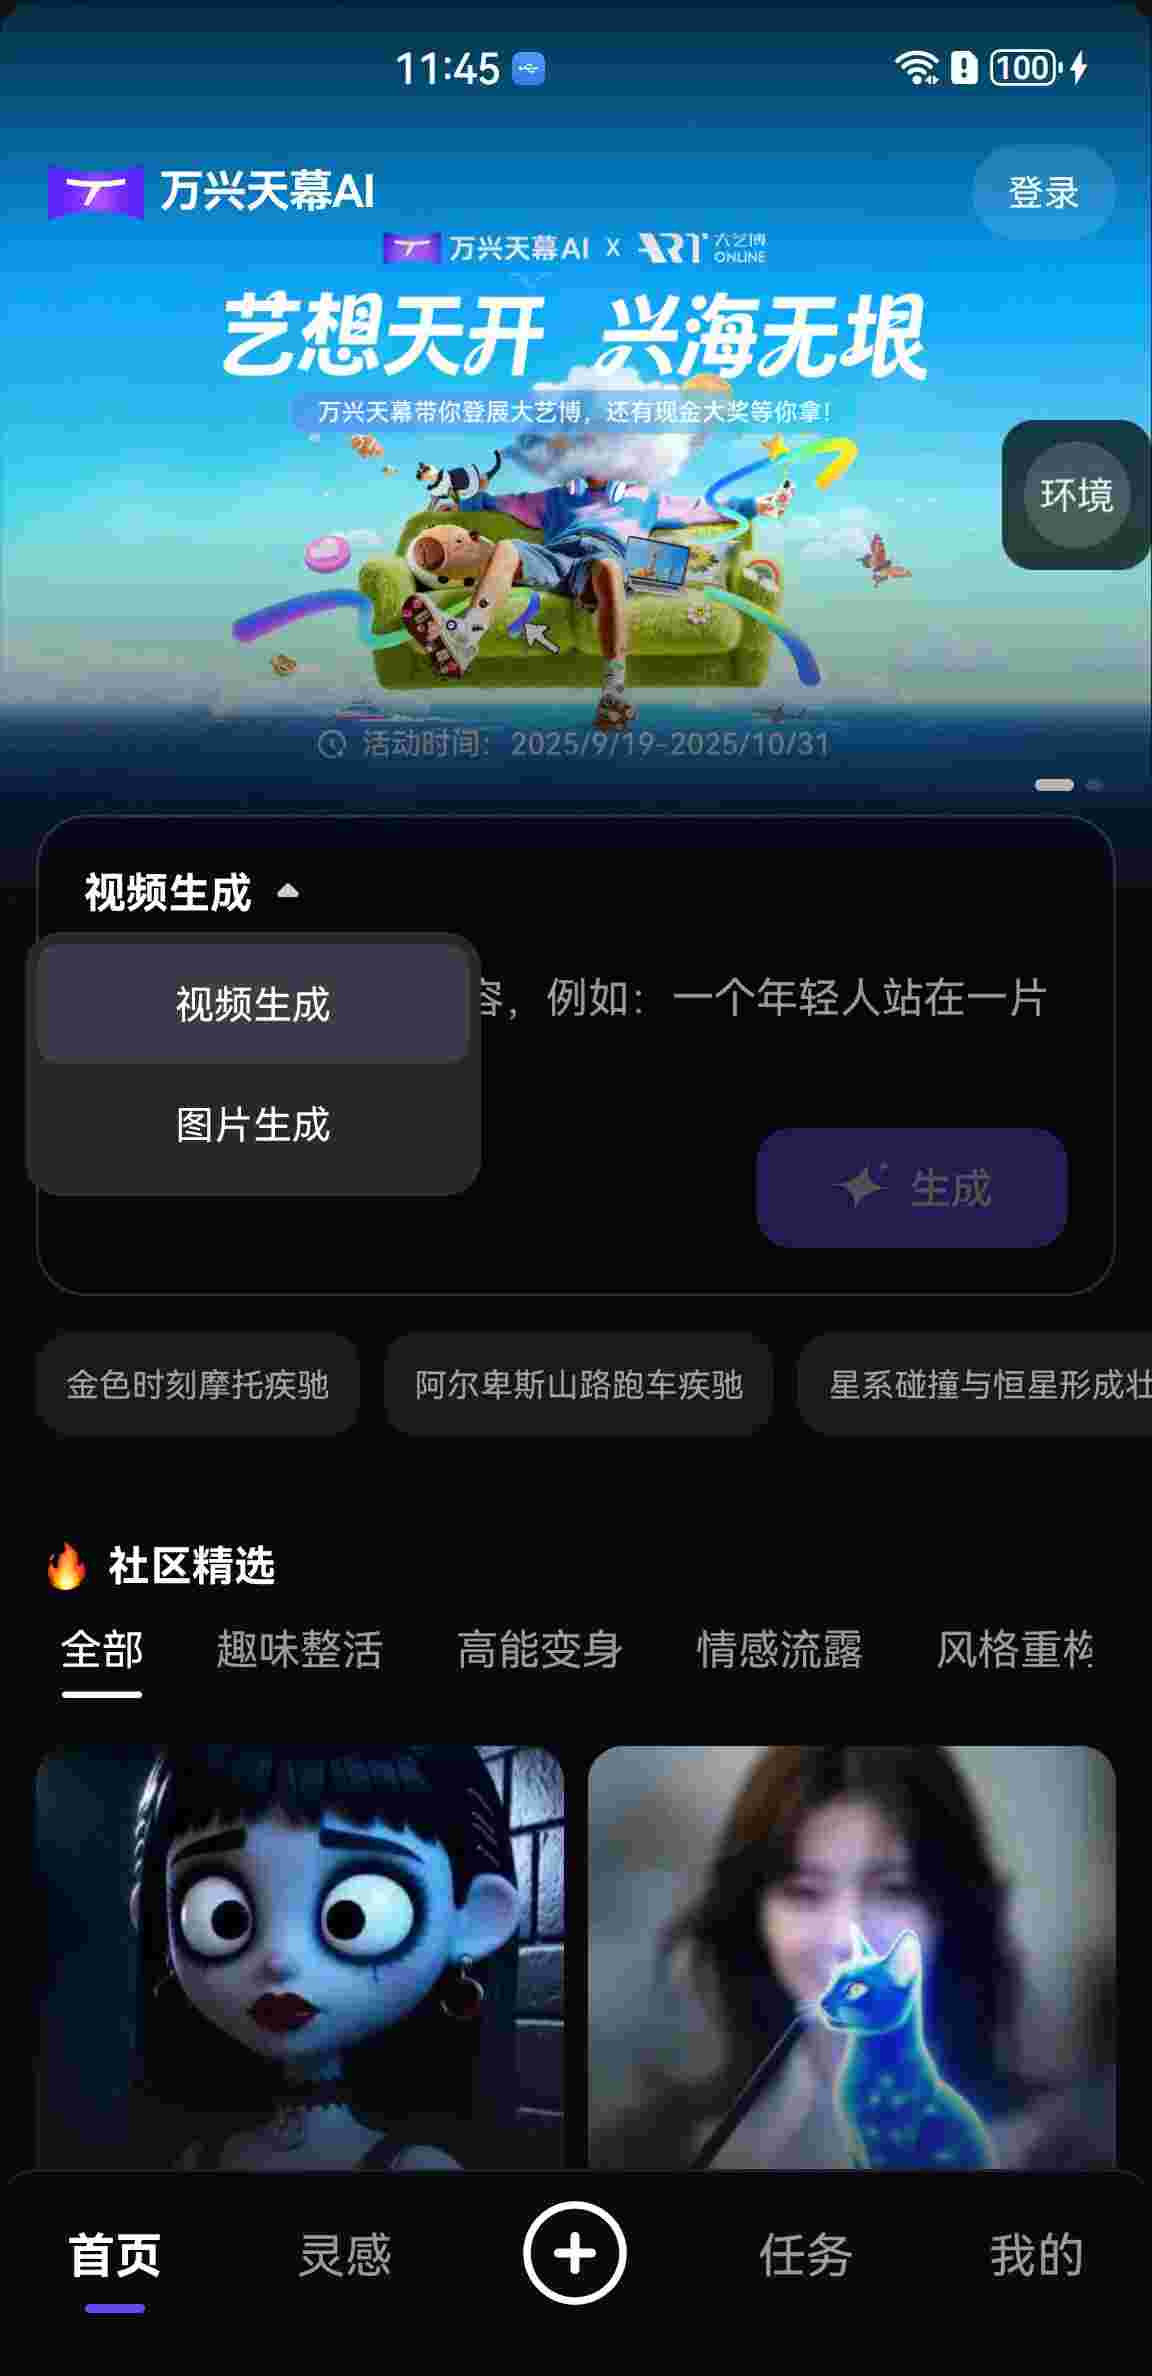 11:45
100
万兴天幕AI
登录
万兴天幕AI X ART 大艺博 ONLINE
艺想天开 兴海无垠
万兴天幕带你登展大艺博，还有现金大奖等你拿！
环境
活动时间：2025/9/19-2025/10/31
视频生成
视频生成
容，例如：一个年轻人站在一片
图片生成
生成
金色时刻摩托疾驰
阿尔卑斯山路跑车疾驰
星系碰撞与恒星形成壮
社区精选
全部
趣味整活
高能变身
情感流露
风格重构
首页
灵感
任务
我的